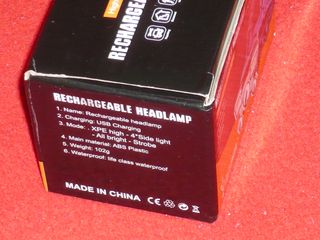 RECHARGEABLE
RECHARGEABLE HEADLAMP
1. Name: Rechargeable headlamp
2. Charging: USB Charging
3. Mode: . XPE high - 4*Side light
- All bright - Strobe
4. Main material: ABS Plastic
5. Weight: 102g
6. Waterproof: life class waterproof
MADE IN CHINA